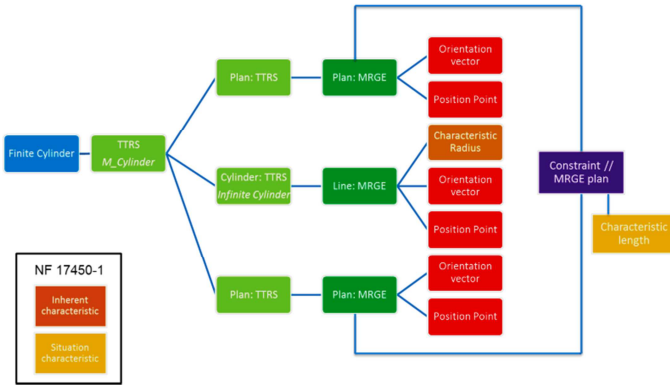 Finite Cylinder
TTRS
M_Cylinder
Plan: TTRS
Plan: MRGE
Orientation
vector
Position Point
Cylinder: TTRS
Infinite Cylinder
Line: MRGE
Characteristic
Radius
Orientation
vector
Position Point
Plan: TTRS
Plan: MRGE
Orientation
vector
Position Point
Constraint //
MRGE plan
Characteristic
length
NF 17450-1
Inherent
characteristic
Situation
characteristic